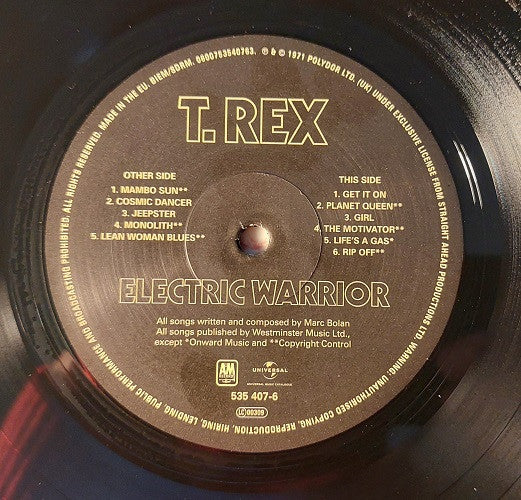 ALL RIGHTS RESERVED. MADE IN THE EU. BIEM/SDRM. 0600753540763. ℗ & © 1971 POLYDOR LTD. (UK) UNDER EXCLUSIVE LICENSE FROM STRAIGHT AHEAD PRODUCTIONS LTD. WARNING: UNAUTHORISED COPYING, REPRODUCTION, HIRING, LENDING, PUBLIC PERFORMANCE AND BROADCASTING PROHIBITED.
T. REX
OTHER SIDE
1. MAMBO SUN**
2. COSMIC DANCER
3. JEEPSTER
4. MONOLITH**
5. LEAN WOMAN BLUES**
THIS SIDE
1. GET IT ON
2. PLANET QUEEN**
3. GIRL
4. THE MOTIVATOR**
5. LIFE'S A GAS*
6. RIP OFF**
ELECTRIC WARRIOR
All songs written and composed by Marc Bolan
All songs published by Westminster Music Ltd.,
except *Onward Music and **Copyright Control
A&M
RECORDS
UNIVERSAL
UNIVERSAL MUSIC CATALOGUE
535 407-6
LC 00309